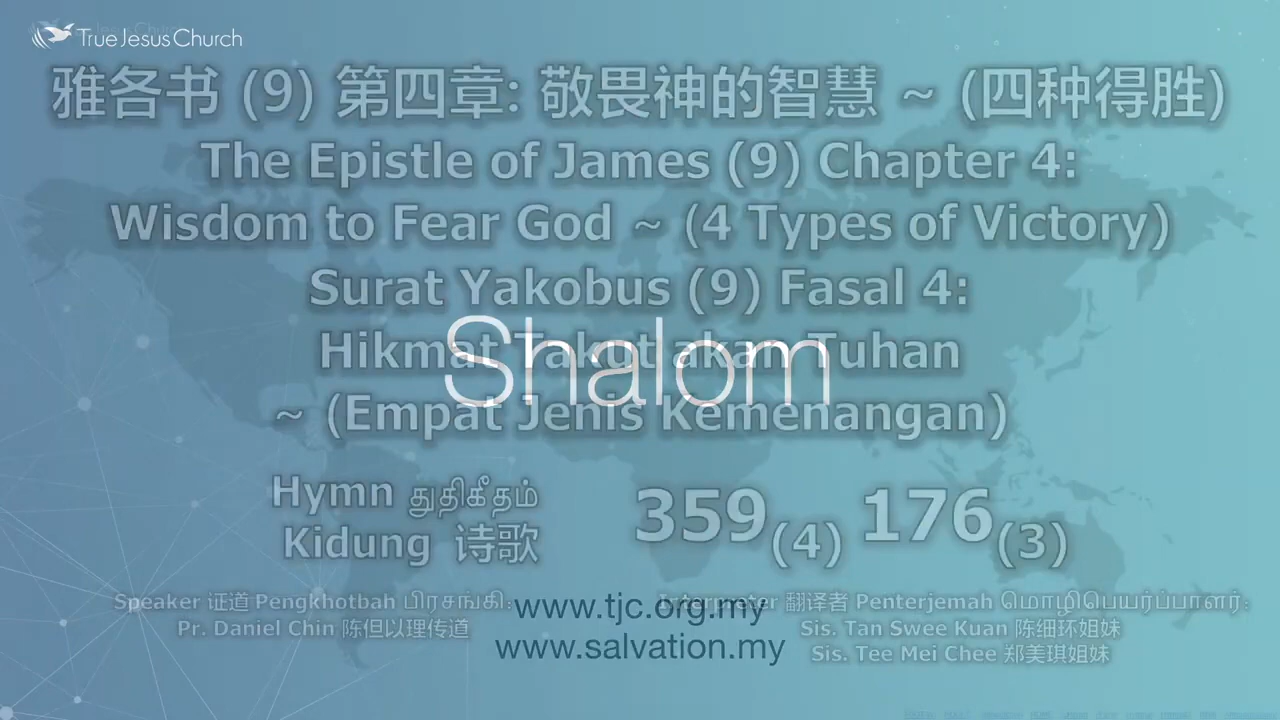 True Jesus Church
雅各书 (9) 第四章: 敬畏神的智慧 ~ (四种得胜)
The Epistle of James (9) Chapter 4:
Wisdom to Fear God ~ (4 Types of Victory)
Surat Yakobus (9) Fasal 4:
Hikmat Takut akan Tuhan
Shalom
~ (Empat Jenis Kemenangan)
Hymn துதிகீதம்
Kidung 诗歌
359(4) 176(3)
Speaker 证道 Pengkhotbah பிரசங்கி:
Pr. Daniel Chin 陈但以理传道
Interpreter 翻译者 Penterjemah மொழிபெயர்ப்பாளர்:
Sis. Tan Swee Kuan 陈细环姐妹
Sis. Tee Mei Chee 郑美琪姐妹
www.tjc.org.my
www.salvation.my